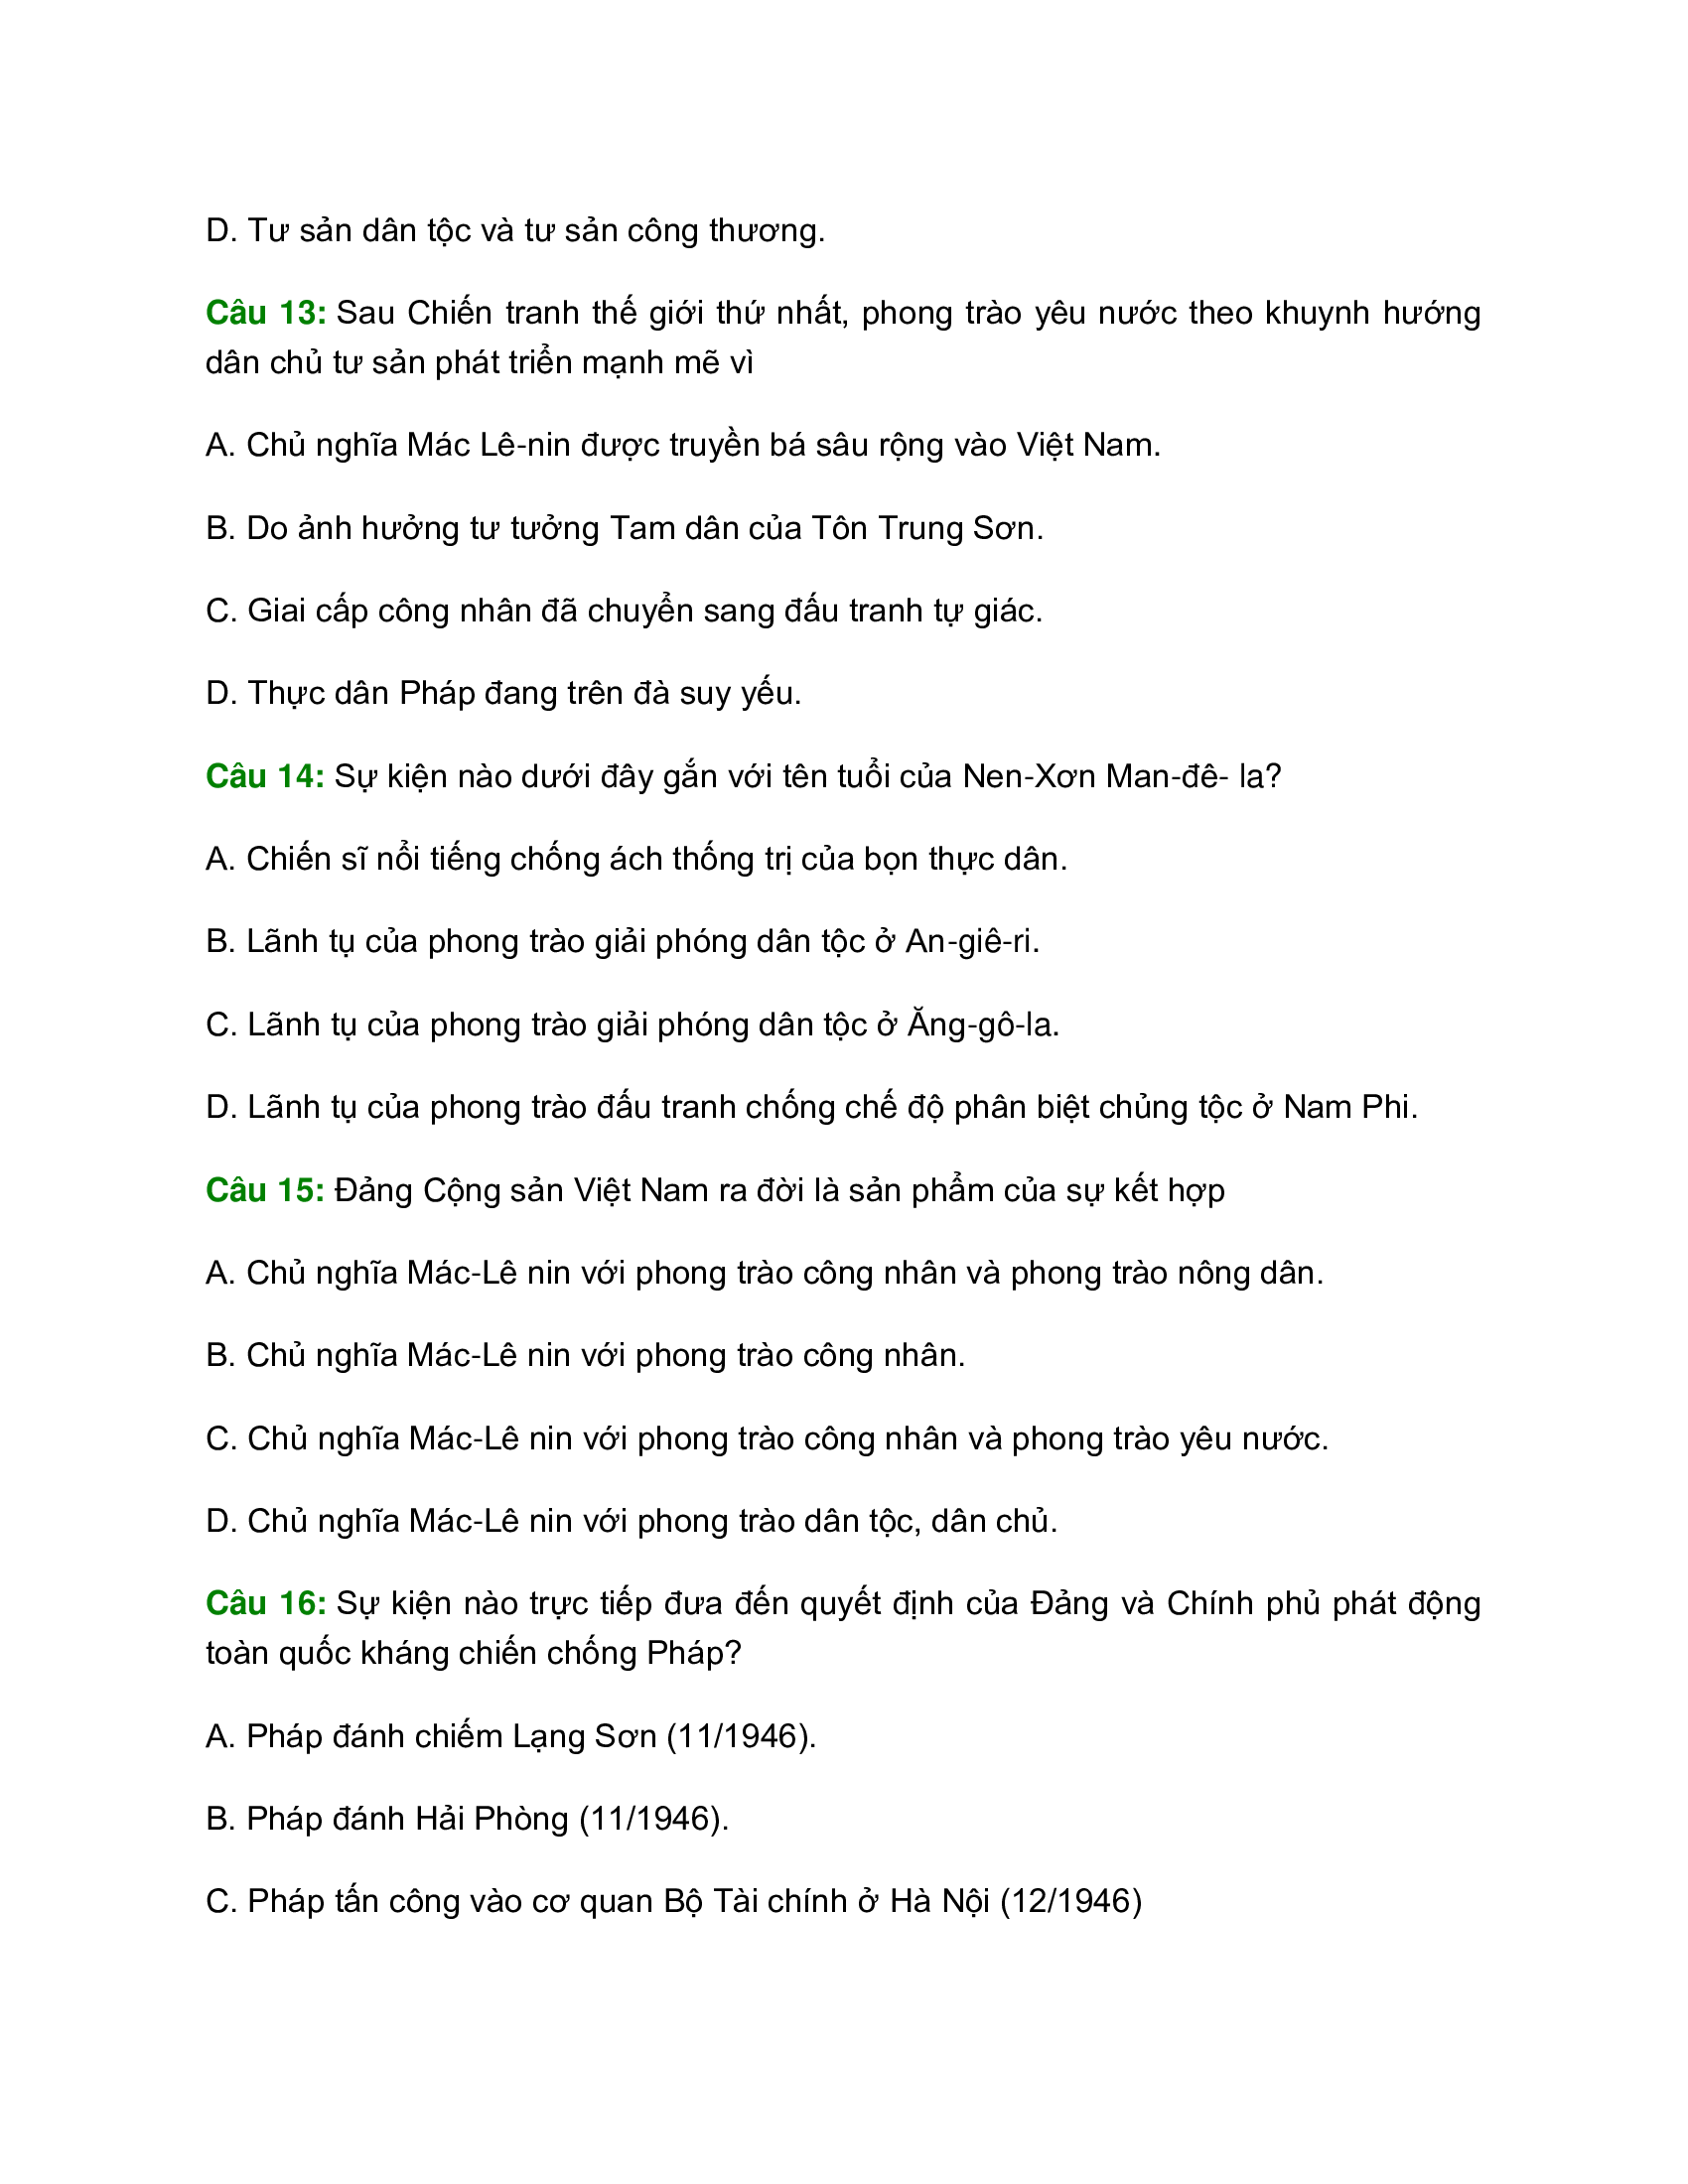 D. Tư sản dân tộc và tư sản công thương.
Câu 13: Sau Chiến tranh thế giới thứ nhất, phong trào yêu nước theo khuynh hướng
dân chủ tư sản phát triển mạnh mẽ vì
A. Chủ nghĩa Mác Lê-nin được truyền bá sâu rộng vào Việt Nam.
B. Do ảnh hưởng tư tưởng Tam dân của Tôn Trung Sơn.
C. Giai cấp công nhân đã chuyển sang đấu tranh tự giác.
D. Thực dân Pháp đang trên đà suy yếu.
Câu 14: Sự kiện nào dưới đây gắn với tên tuổi của Nen-Xơn Man-đê- la?
A. Chiến sĩ nổi tiếng chống ách thống trị của bọn thực dân.
B. Lãnh tụ của phong trào giải phóng dân tộc ở An-giê-ri.
C. Lãnh tụ của phong trào giải phóng dân tộc ở Ăng-gô-la.
D. Lãnh tụ của phong trào đấu tranh chống chế độ phân biệt chủng tộc ở Nam Phi.
Câu 15: Đảng Cộng sản Việt Nam ra đời là sản phẩm của sự kết hợp
A. Chủ nghĩa Mác-Lê nin với phong trào công nhân và phong trào nông dân.
B. Chủ nghĩa Mác-Lê nin với phong trào công nhân.
C. Chủ nghĩa Mác-Lê nin với phong trào công nhân và phong trào yêu nước.
D. Chủ nghĩa Mác-Lê nin với phong trào dân tộc, dân chủ.
Câu 16: Sự kiện nào trực tiếp đưa đến quyết định của Đảng và Chính phủ phát động
toàn quốc kháng chiến chống Pháp?
A. Pháp đánh chiếm Lạng Sơn (11/1946).
B. Pháp đánh Hải Phòng (11/1946).
C. Pháp tấn công vào cơ quan Bộ Tài chính ở Hà Nội (12/1946)